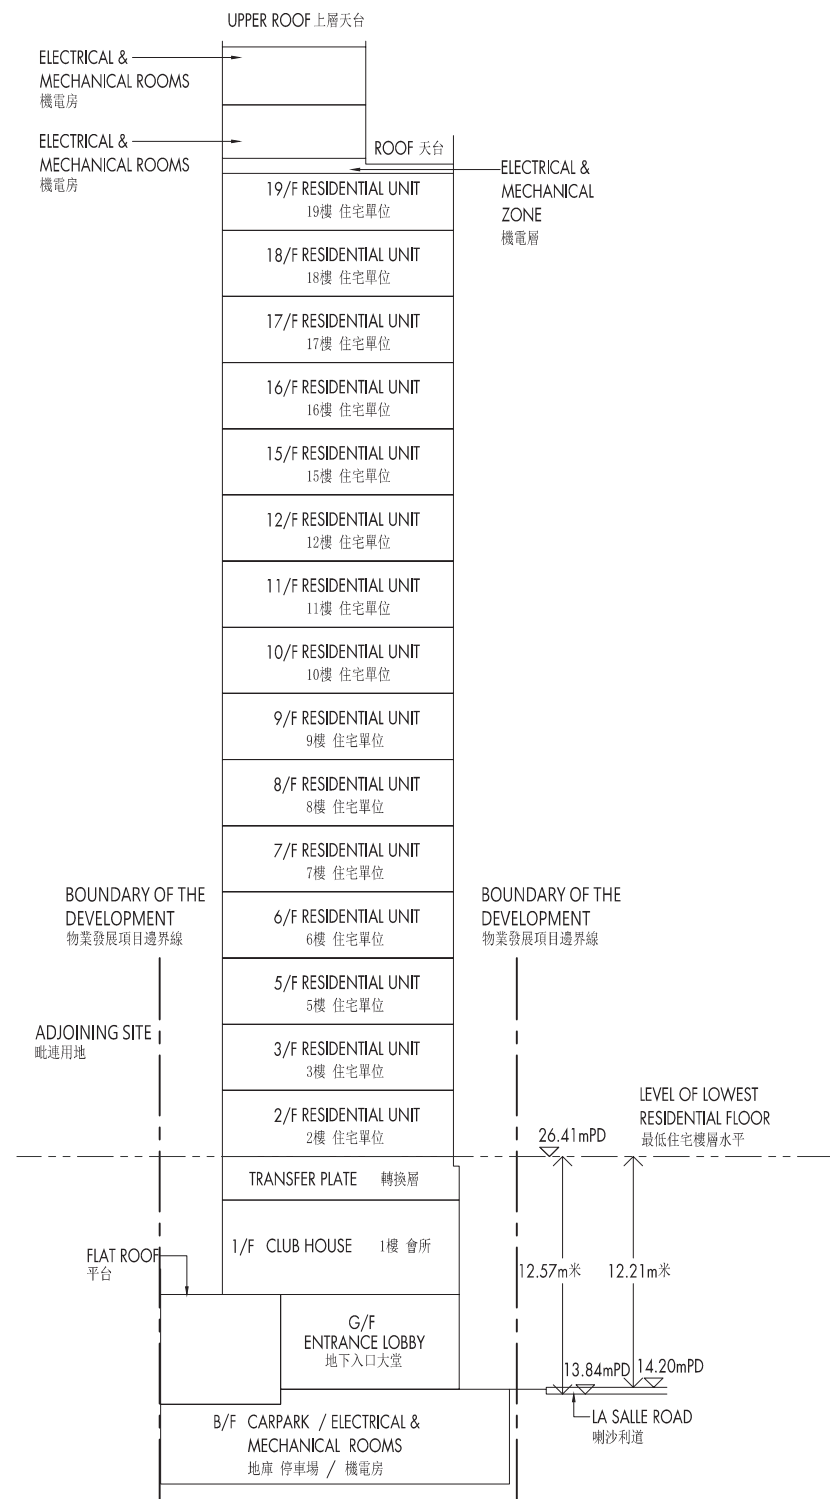 UPPER ROOF 上層天台
ELECTRICAL &
MECHANICAL ROOMS
機電房
ELECTRICAL &
MECHANICAL ROOMS
機電房
ROOF 天台
ELECTRICAL &
MECHANICAL
ZONE
機電層
19/F RESIDENTIAL UNIT
19樓 住宅單位
18/F RESIDENTIAL UNIT
18樓 住宅單位
17/F RESIDENTIAL UNIT
17樓 住宅單位
16/F RESIDENTIAL UNIT
16樓 住宅單位
15/F RESIDENTIAL UNIT
15樓 住宅單位
12/F RESIDENTIAL UNIT
12樓 住宅單位
11/F RESIDENTIAL UNIT
11樓 住宅單位
10/F RESIDENTIAL UNIT
10樓 住宅單位
9/F RESIDENTIAL UNIT
9樓 住宅單位
8/F RESIDENTIAL UNIT
8樓 住宅單位
7/F RESIDENTIAL UNIT
7樓 住宅單位
BOUNDARY OF THE
DEVELOPMENT
物業發展項目邊界線
6/F RESIDENTIAL UNIT
6樓 住宅單位
BOUNDARY OF THE
DEVELOPMENT
物業發展項目邊界線
5/F RESIDENTIAL UNIT
5樓 住宅單位
ADJOINING SITE
毗連用地
3/F RESIDENTIAL UNIT
3樓 住宅單位
2/F RESIDENTIAL UNIT
2樓 住宅單位
LEVEL OF LOWEST
RESIDENTIAL FLOOR
最低住宅樓層水平
26.41mPD
TRANSFER PLATE 轉換層
1/F CLUB HOUSE 1樓 會所
FLAT ROOF
平台
12.57m米
12.21m米
G/F
ENTRANCE LOBBY
地下入口大堂
13.84mPD
14.20mPD
B/F CARPARK / ELECTRICAL &
MECHANICAL ROOMS
地庫 停車場 / 機電房
LA SALLE ROAD
喇沙利道